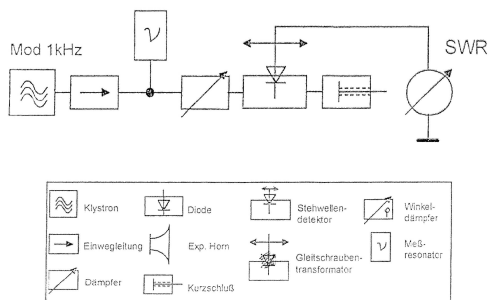 Mod 1kHz
ν
SWR
Klystron
Diode
Stehwellen-
detektor
Winkel-
dämpfer
φ
Einwegleitung
Exp. Horn
Gleitschrauben-
transformator
ν
Meß-
resonator
Dämpfer
Kurzschluß